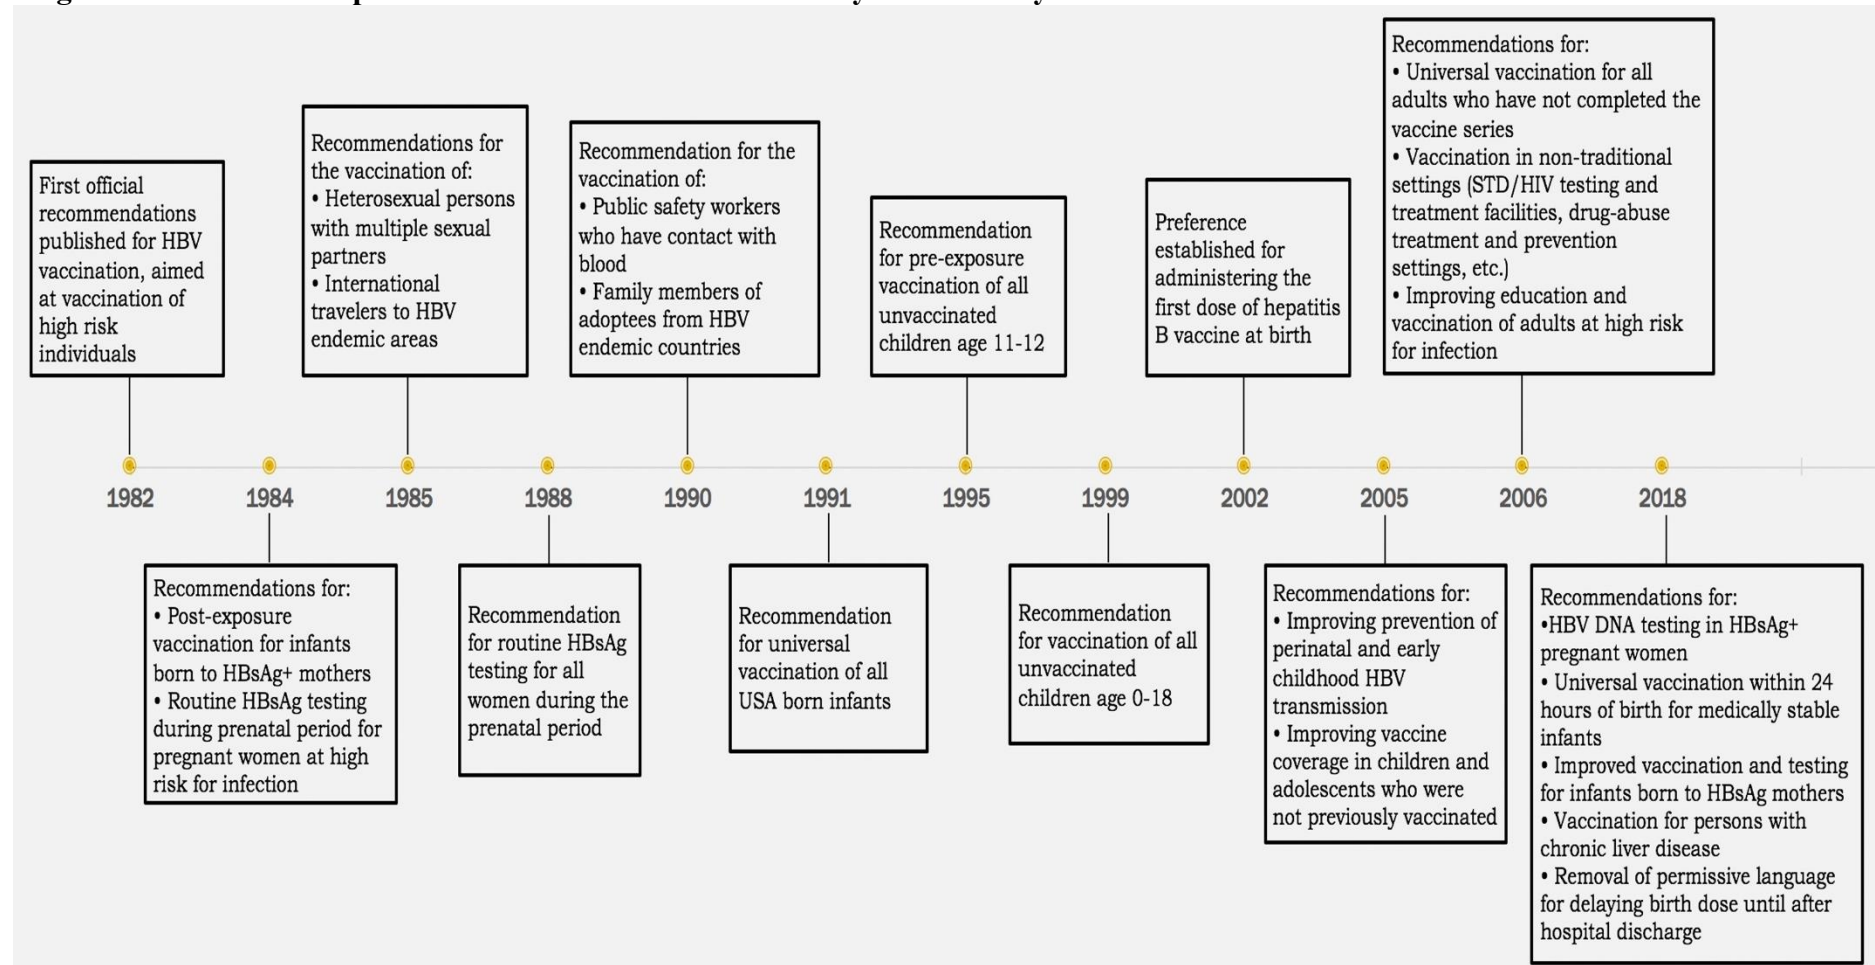 First official
recommendations
published for HBV
vaccination, aimed
at vaccination of
high risk
individuals
Recommendations for
the vaccination of:
• Heterosexual persons
with multiple sexual
partners
• International
travelers to HBV
endemic areas
Recommendation for the
vaccination of:
• Public safety workers
who have contact with
blood
• Family members of
adoptees from HBV
endemic countries
Recommendation
for pre-exposure
vaccination of all
unvaccinated
children age 11-12
Preference
established for
administering the
first dose of hepatitis
B vaccine at birth
Recommendations for:
• Universal vaccination for all
adults who have not completed the
vaccine series
• Vaccination in non-traditional
settings (STD/HIV testing and
treatment facilities, drug-abuse
treatment and prevention
settings, etc.)
• Improving education and
vaccination of adults at high risk
for infection
1982 1984 1985 1988 1990 1991 1995 1999 2002 2005 2006 2018
Recommendations for:
• Post-exposure
vaccination for infants
born to HBsAg+ mothers
• Routine HBsAg testing
during prenatal period for
pregnant women at high
risk for infection
Recommendation
for routine HBsAg
testing for all
women during the
prenatal period
Recommendation
for universal
vaccination of all
USA born infants
Recommendation
for vaccination of all
unvaccinated
children age 0-18
Recommendations for:
• Improving prevention of
perinatal and early
childhood HBV
transmission
• Improving vaccine
coverage in children and
adolescents who were
not previously vaccinated
Recommendations for:
•HBV DNA testing in HBsAg+
pregnant women
• Universal vaccination within 24
hours of birth for medically stable
infants
• Improved vaccination and testing
for infants born to HBsAg mothers
• Vaccination for persons with
chronic liver disease
• Removal of permissive language
for delaying birth dose until after
hospital discharge